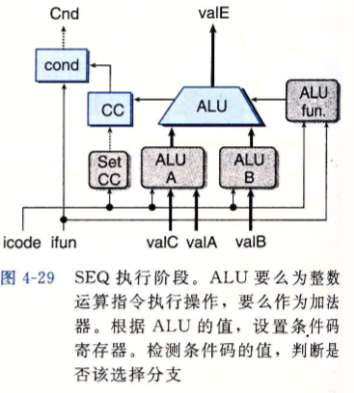 Cnd
valE
cond
CC
ALU
ALU
fun.
Set
CC
ALU
A
ALU
B
icode ifun
valC valA valB
图 4-29 SEQ 执行阶段。ALU 要么为整数
运算指令执行操作，要么作为加法
器。根据 ALU 的值，设置条件码
寄存器。检测条件码的值，判断是
否该选择分支